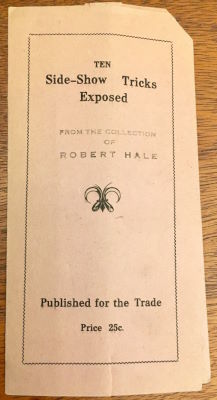 TEN
Side-Show Tricks
Exposed
FROM THE COLLECTION
OF
ROBERT HALE
Published for the Trade
Price 25c.